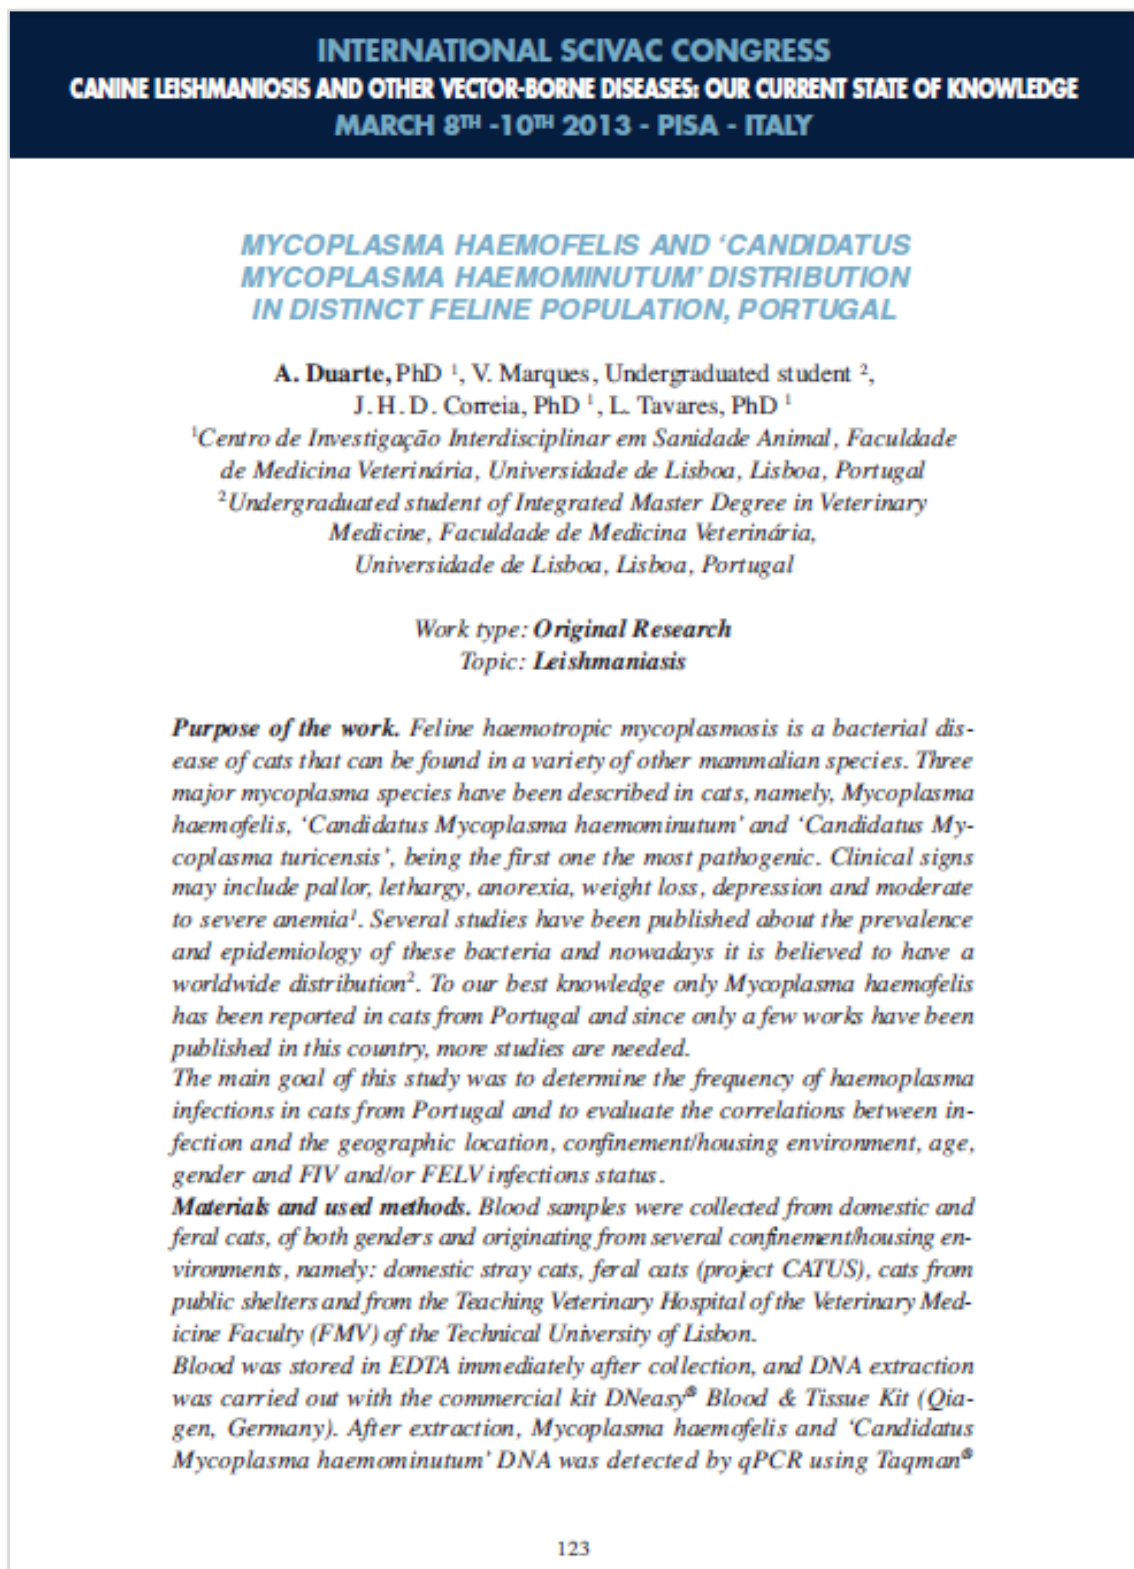 INTERNATIONAL SCIVAC CONGRESS
CANINE LEISHMANIOSIS AND OTHER VECTOR-BORNE DISEASES: OUR CURRENT STATE OF KNOWLEDGE
MARCH 8TH -10TH 2013 - PISA - ITALY
MYCOPLASMA HAEMOFELIS AND ‘CANDIDATUS
MYCOPLASMA HAEMOMINUTUM’ DISTRIBUTION
IN DISTINCT FELINE POPULATION, PORTUGAL
A. Duarte, PhD ¹, V. Marques, Undergraduated student ²,
J.H.D. Correia, PhD ¹, L. Tavares, PhD ¹
¹Centro de Investigação Interdisciplinar em Sanidade Animal, Faculdade
de Medicina Veterinária, Universidade de Lisboa, Lisboa, Portugal
²Undergraduated student of Integrated Master Degree in Veterinary
Medicine, Faculdade de Medicina Veterinária,
Universidade de Lisboa, Lisboa, Portugal
Work type: Original Research
Topic: Leishmaniasis
Purpose of the work. Feline haemotropic mycoplasmosis is a bacterial dis-
ease of cats that can be found in a variety of other mammalian species. Three
major mycoplasma species have been described in cats, namely, Mycoplasma
haemofelis, ‘Candidatus Mycoplasma haemominutum’ and ‘Candidatus My-
coplasma turicensis’, being the first one the most pathogenic. Clinical signs
may include pallor, lethargy, anorexia, weight loss, depression and moderate
to severe anemia¹. Several studies have been published about the prevalence
and epidemiology of these bacteria and nowadays it is believed to have a
worldwide distribution². To our best knowledge only Mycoplasma haemofelis
has been reported in cats from Portugal and since only a few works have been
published in this country, more studies are needed.
The main goal of this study was to determine the frequency of haemoplasma
infections in cats from Portugal and to evaluate the correlations between in-
fection and the geographic location, confinement/housing environment, age,
gender and FIV and/or FELV infections status.
Materials and used methods. Blood samples were collected from domestic and
feral cats, of both genders and originating from several confinement/housing en-
vironments, namely: domestic stray cats, feral cats (project CATUS), cats from
public shelters and from the Teaching Veterinary Hospital of the Veterinary Med-
icine Faculty (FMV) of the Technical University of Lisbon.
Blood was stored in EDTA immediately after collection, and DNA extraction
was carried out with the commercial kit DNeasy® Blood & Tissue Kit (Qia-
gen, Germany). After extraction, Mycoplasma haemofelis and ‘Candidatus
Mycoplasma haemominutum’ DNA was detected by qPCR using Taqman®
123